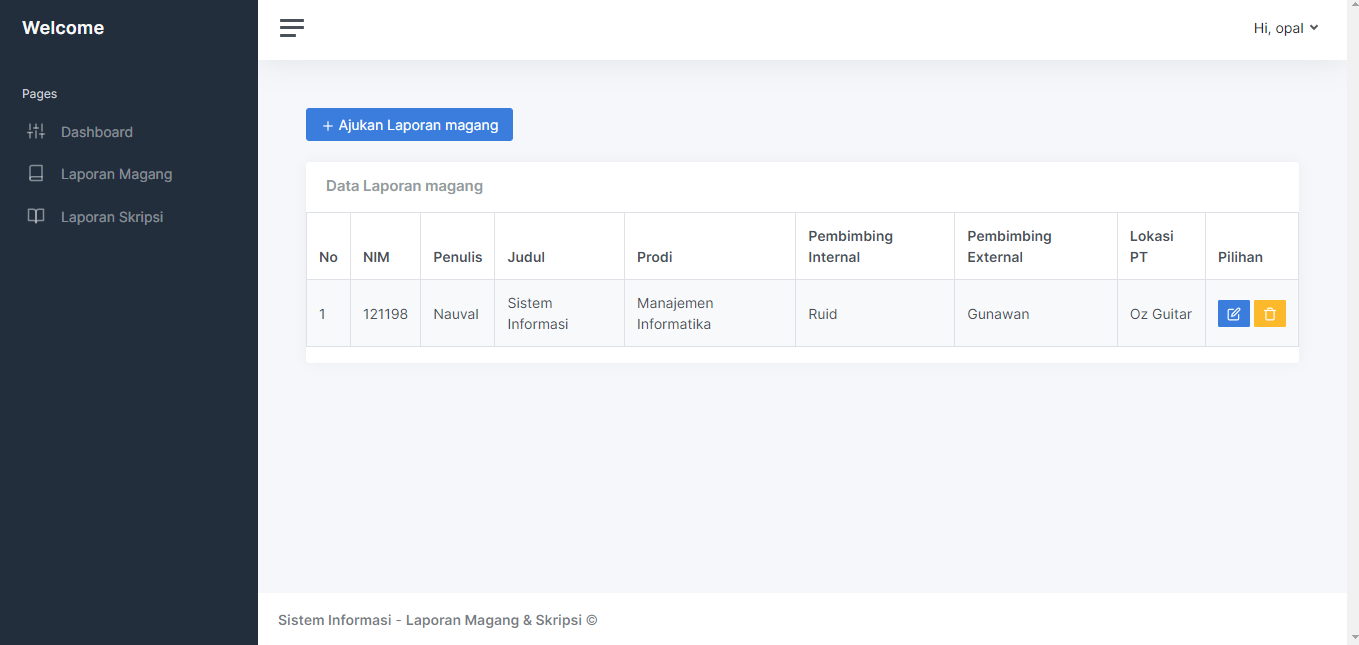 Welcome
Hi, opal
Pages
Dashboard
Laporan Magang
Laporan Skripsi
+ Ajukan Laporan magang
Data Laporan magang
No NIM Penulis Judul Prodi Pembimbing Internal Pembimbing External Lokasi PT Pilihan
1 121198 Nauval Sistem Informasi Manajemen Informatika Ruid Gunawan Oz Guitar
Sistem Informasi - Laporan Magang & Skripsi ©